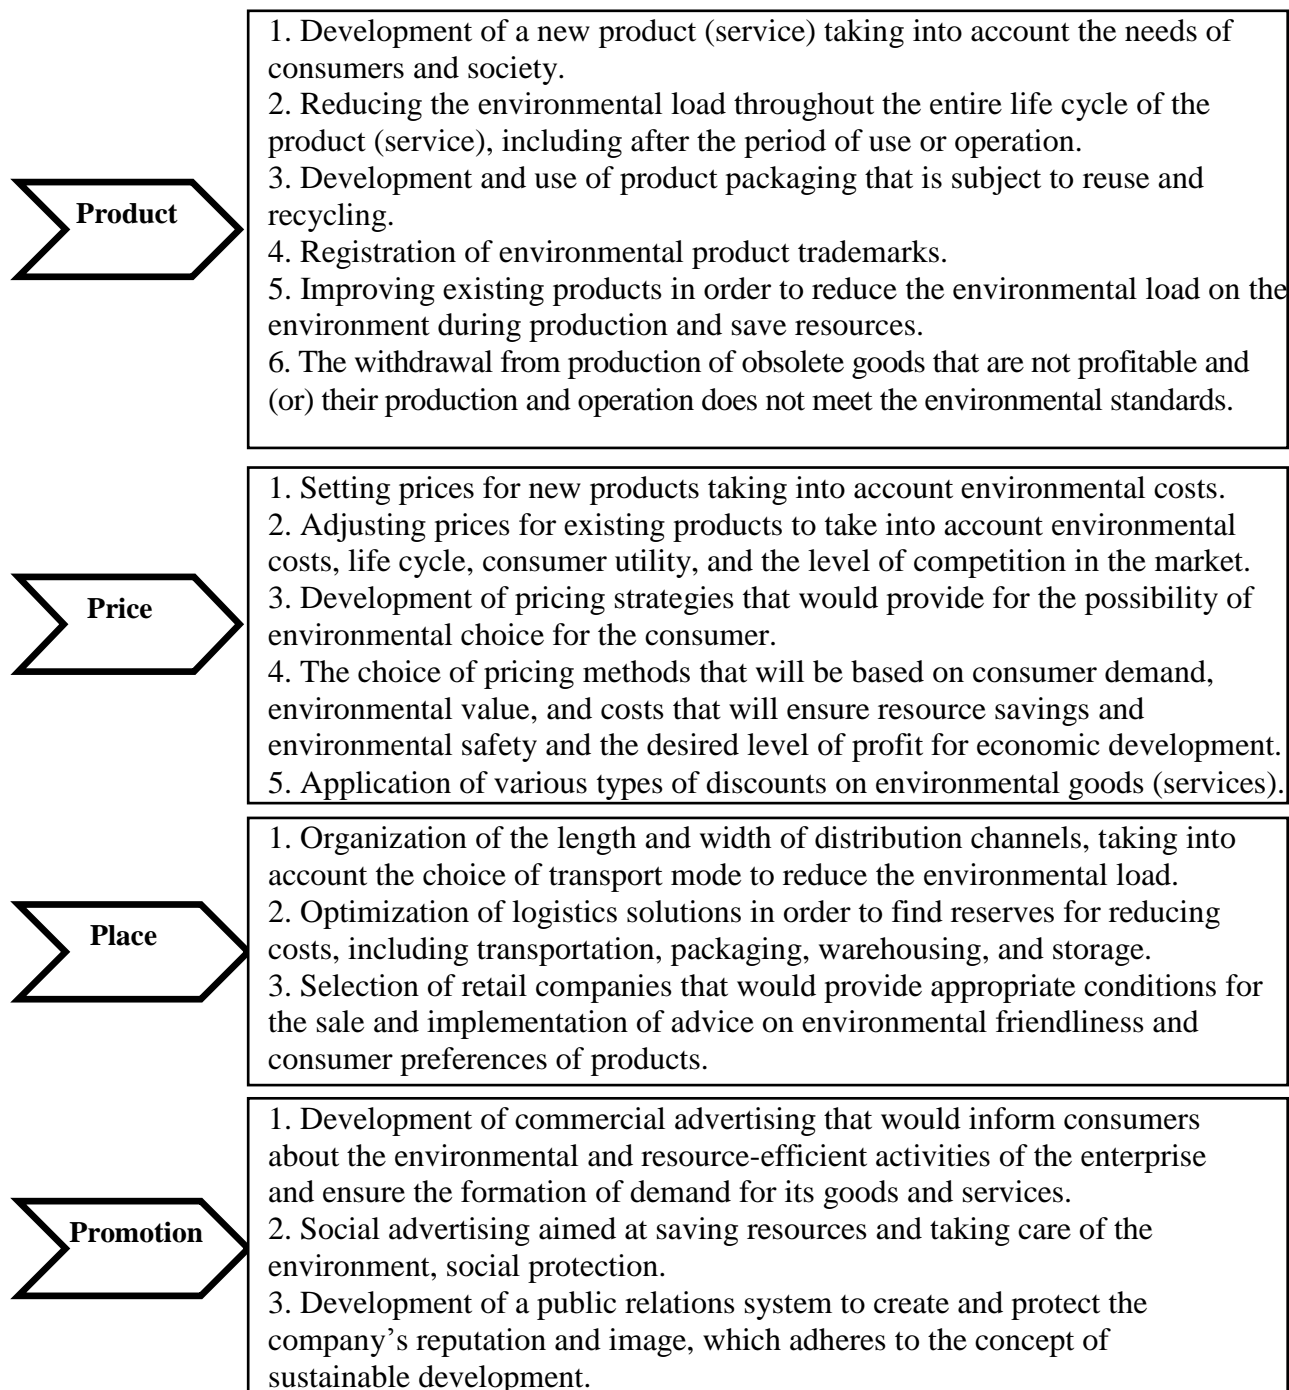 1. Development of a new product (service) taking into account the needs of
consumers and society.
2. Reducing the environmental load throughout the entire life cycle of the
product (service), including after the period of use or operation.
3. Development and use of product packaging that is subject to reuse and
recycling.
4. Registration of environmental product trademarks.
5. Improving existing products in order to reduce the environmental load on the
environment during production and save resources.
6. The withdrawal from production of obsolete goods that are not profitable and
(or) their production and operation does not meet the environmental standards.
Product
1. Setting prices for new products taking into account environmental costs.
2. Adjusting prices for existing products to take into account environmental
costs, life cycle, consumer utility, and the level of competition in the market.
3. Development of pricing strategies that would provide for the possibility of
environmental choice for the consumer.
4. The choice of pricing methods that will be based on consumer demand,
environmental value, and costs that will ensure resource savings and
environmental safety and the desired level of profit for economic development.
5. Application of various types of discounts on environmental goods (services).
Price
1. Organization of the length and width of distribution channels, taking into
account the choice of transport mode to reduce the environmental load.
2. Optimization of logistics solutions in order to find reserves for reducing
costs, including transportation, packaging, warehousing, and storage.
3. Selection of retail companies that would provide appropriate conditions for
the sale and implementation of advice on environmental friendliness and
consumer preferences of products.
Place
1. Development of commercial advertising that would inform consumers
about the environmental and resource-efficient activities of the enterprise
and ensure the formation of demand for its goods and services.
2. Social advertising aimed at saving resources and taking care of the
environment, social protection.
3. Development of a public relations system to create and protect the
company’s reputation and image, which adheres to the concept of
sustainable development.
Promotion